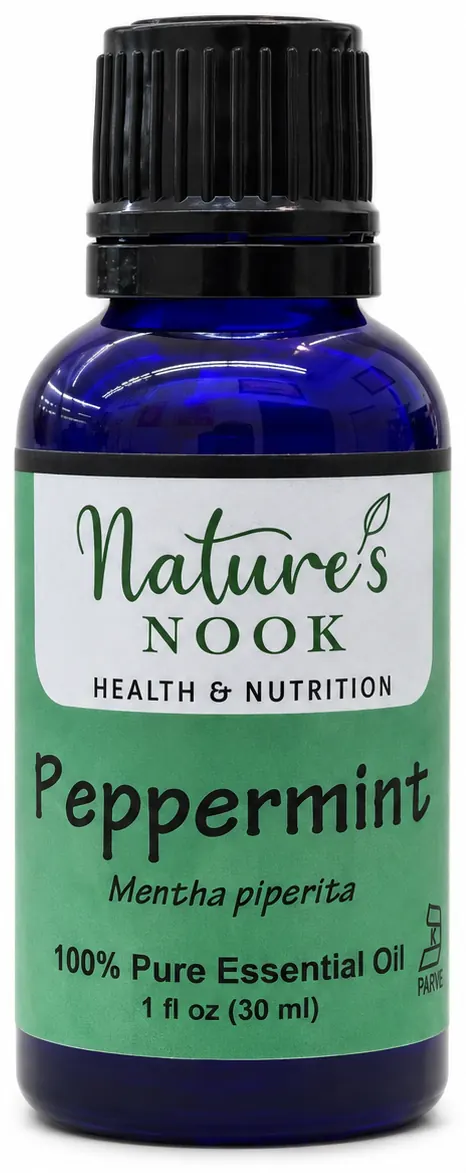 Nature's
NOOK
HEALTH & NUTRITION
Peppermint
Mentha piperita
100% Pure Essential Oil
1 fl oz (30 ml)
K
PARVE